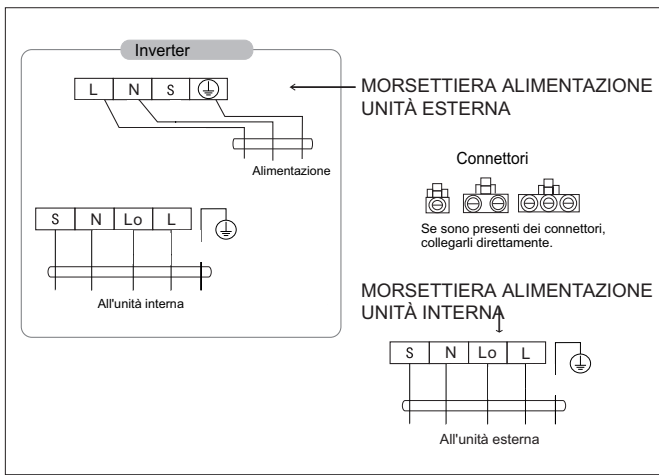 Inverter
L N S
Alimentazione
S N Lo L
All'unità interna
MORSETTIERA ALIMENTAZIONE
UNITÀ ESTERNA
Connettori
Se sono presenti dei connettori,
collegarli direttamente.
MORSETTIERA ALIMENTAZIONE
UNITÀ INTERNA
S N Lo L
All'unità esterna